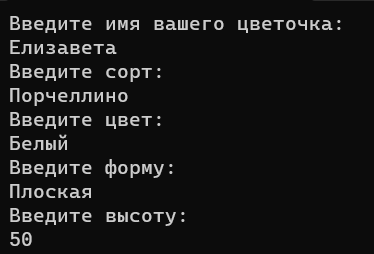 Введите имя вашего цветочка:
Елизавета
Введите сорт:
Порчеллино
Введите цвет:
Белый
Введите форму:
Плоская
Введите высоту:
50